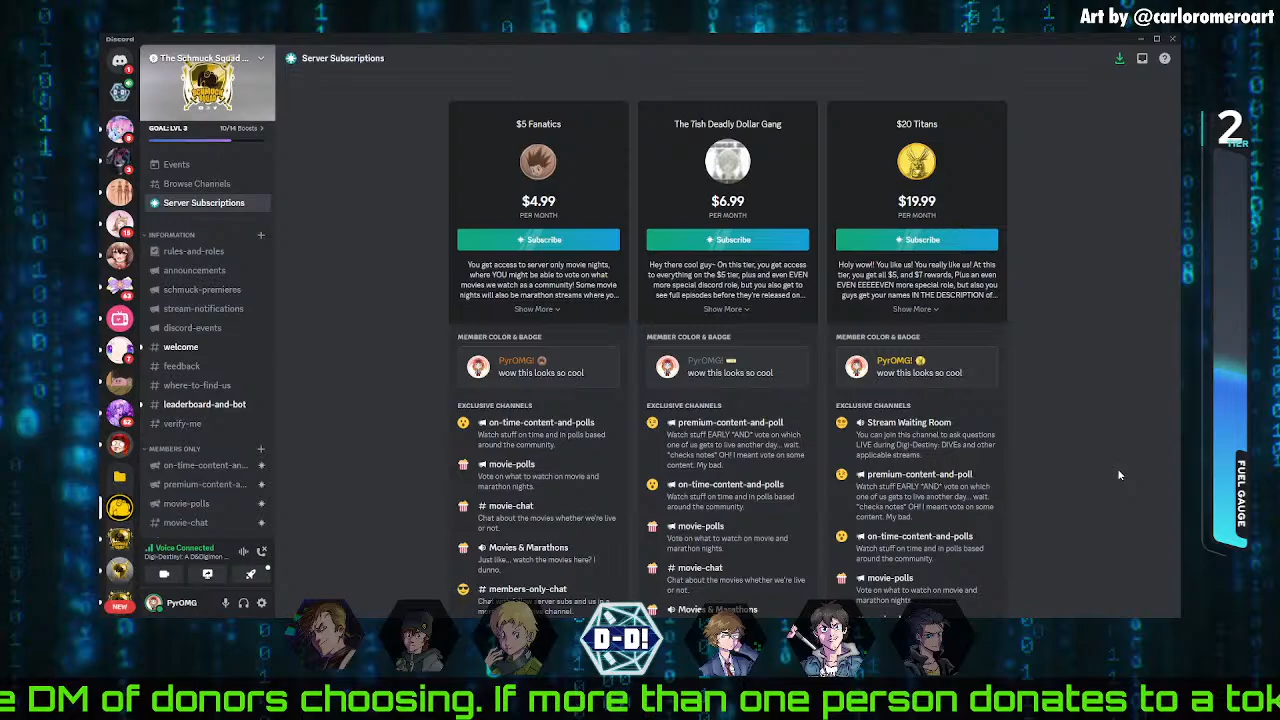 Art by @carloromeroart
Discord
The Schmuck Squad ...
SCHMUCK
SQUAD
GOAL: LVL 3
10/14 Boosts >
Events
Browse Channels
Server Subscriptions
INFORMATION
rules-and-roles
announcements
schmuck-premieres
stream-notifications
discord-events
welcome
feedback
where-to-find-us
leaderboard-and-bot
verify-me
MEMBERS ONLY
on-time-content-an...
premium-content-a...
movie-polls
movie-chat
Voice Connected
Digi-Destiny!: A D&Digimon ...
PyrOMG
NEW
Server Subscriptions
$5 Fanatics
$4.99
PER MONTH
Subscribe
You get access to server only movie nights,
where YOU might be able to vote on what
movies we watch as a community! Some movie
nights will also be marathon streams where yo...
Show More
MEMBER COLOR & BADGE
PyrOMG!
wow this looks so cool
EXCLUSIVE CHANNELS
on-time-content-and-polls
Watch stuff on time and in polls based
around the community.
movie-polls
Vote on what to watch on movie and
marathon nights.
# movie-chat
Chat about the movies whether we're live
or not.
Movies & Marathons
Just like... watch the movies here? I
dunno.
# members-only-chat
The 7ish Deadly Dollar Gang
$6.99
PER MONTH
Subscribe
Hey there cool guy~ On this tier, you get access
to everything on the $5 tier, plus and even EVEN
more special discord role, but you also get to
see full episodes before they're released on...
Show More
MEMBER COLOR & BADGE
PyrOMG!
wow this looks so cool
EXCLUSIVE CHANNELS
premium-content-and-poll
Watch stuff EARLY *AND* vote on which
one of us gets to live another day... wait.
*checks notes* OH! I meant vote on some
content. My bad.
on-time-content-and-polls
Watch stuff on time and in polls based
around the community.
movie-polls
Vote on what to watch on movie and
marathon nights.
# movie-chat
Chat about the movies whether we're live
or not.
Movies & Marathons
$20 Titans
$19.99
PER MONTH
Subscribe
Holy wow!! You like us! You really like us! At this
tier, you get all $5, and $7 rewards, Plus an even
EVEN EEEEEVEN more special role, but also you
guys get your names IN THE DESCRIPTION of...
Show More
MEMBER COLOR & BADGE
PyrOMG!
wow this looks so cool
EXCLUSIVE CHANNELS
Stream Waiting Room
You can join this channel to ask questions
LIVE during Digi-Destiny: DIVEs and other
applicable streams.
premium-content-and-poll
Watch stuff EARLY *AND* vote on which
one of us gets to live another day... wait.
*checks notes* OH! I meant vote on some
content. My bad.
on-time-content-and-polls
Watch stuff on time and in polls based
around the community.
movie-polls
Vote on what to watch on movie and
marathon nights.
2
TIER
FUEL GAUGE
D-D!
e DM of donors choosing. If more than one person donates to a tok